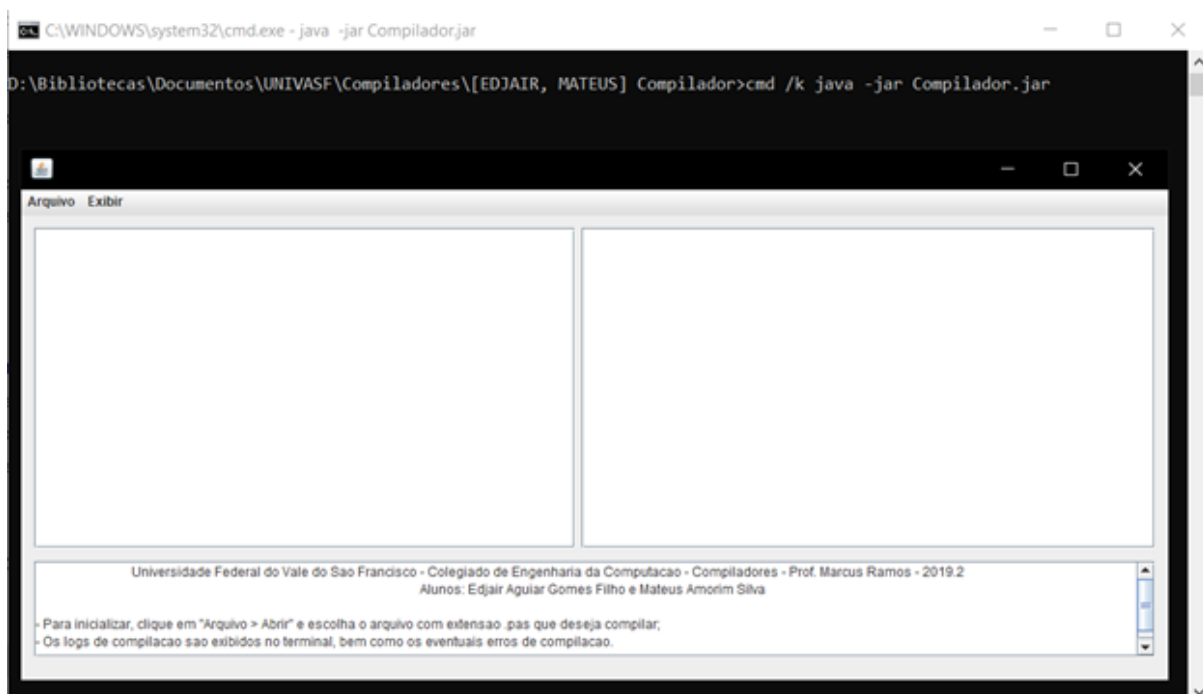 C:\WINDOWS\system32\cmd.exe - java -jar Compilador.jar
D:\Bibliotecas\Documentos\UNIVASF\Compiladores\[EDJAIR, MATEUS] Compilador>cmd /k java -jar Compilador.jar
Arquivo Exibir
Universidade Federal do Vale do Sao Francisco - Colegiado de Engenharia da Computacao - Compiladores - Prof. Marcus Ramos - 2019.2
Alunos: Edjair Aguiar Gomes Filho e Mateus Amorim Silva
- Para inicializar, clique em "Arquivo > Abrir" e escolha o arquivo com extensao .pas que deseja compilar;
- Os logs de compilacao sao exibidos no terminal, bem como os eventuais erros de compilacao.